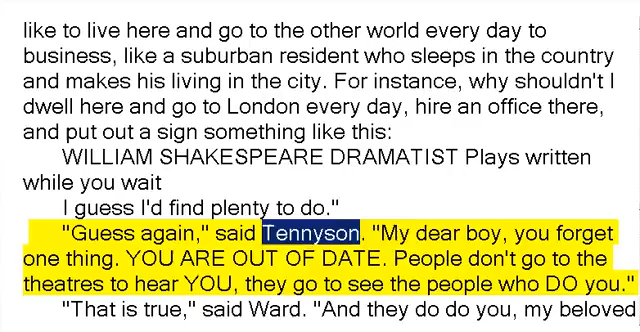 like to live here and go to the other world every day to
business, like a suburban resident who sleeps in the country
and makes his living in the city. For instance, why shouldn't I
dwell here and go to London every day, hire an office there,
and put out a sign something like this:
WILLIAM SHAKESPEARE DRAMATIST Plays written
while you wait
I guess I'd find plenty to do."
"Guess again," said Tennyson. "My dear boy, you forget
one thing. YOU ARE OUT OF DATE. People don't go to the
theatres to hear YOU, they go to see the people who DO you."
"That is true," said Ward. "And they do do you, my beloved